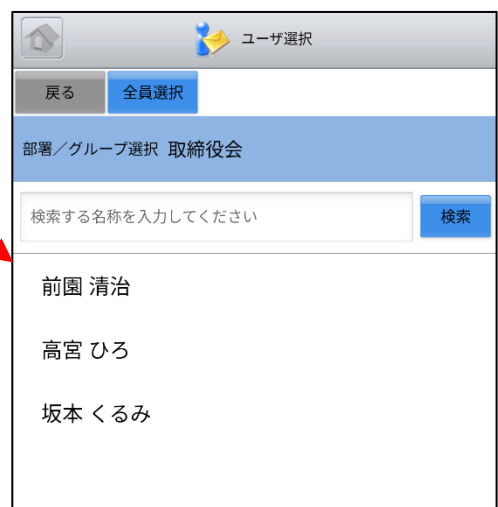 ユーザ選択
戻る 全員選択
部署／グループ選択 取締役会
検索する名称を入力してください 検索
前園 清治
高宮 ひろ
坂本 くるみ